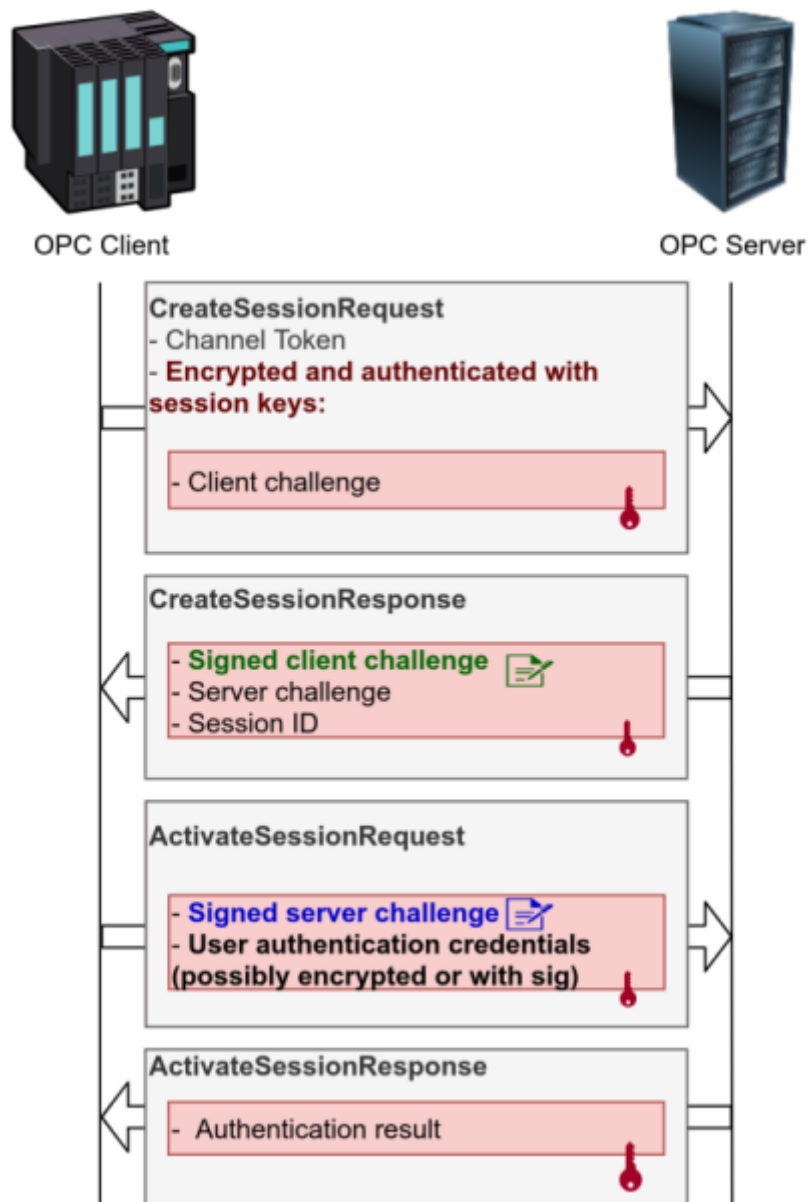 OPC Client
OPC Server
CreateSessionRequest
- Channel Token
- Encrypted and authenticated with
session keys:
- Client challenge
CreateSessionResponse
- Signed client challenge
- Server challenge
- Session ID
ActivateSessionRequest
- Signed server challenge
- User authentication credentials
(possibly encrypted or with sig)
ActivateSessionResponse
- Authentication result